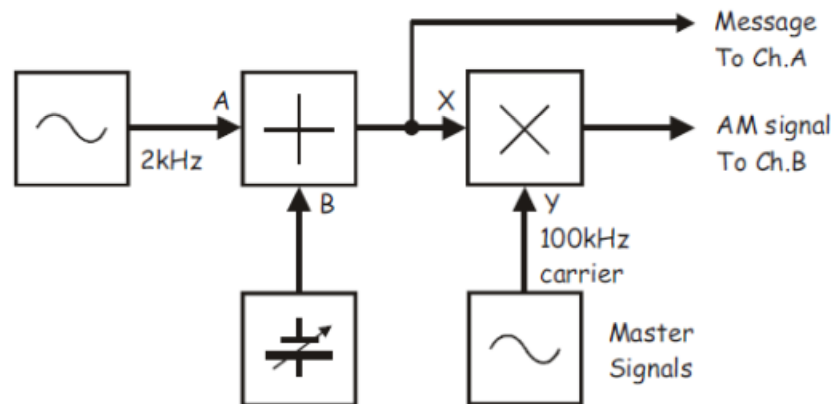 Message
To Ch.A
A
X
2kHz
AM signal
To Ch.B
B
Y
100kHz
carrier
Master
Signals